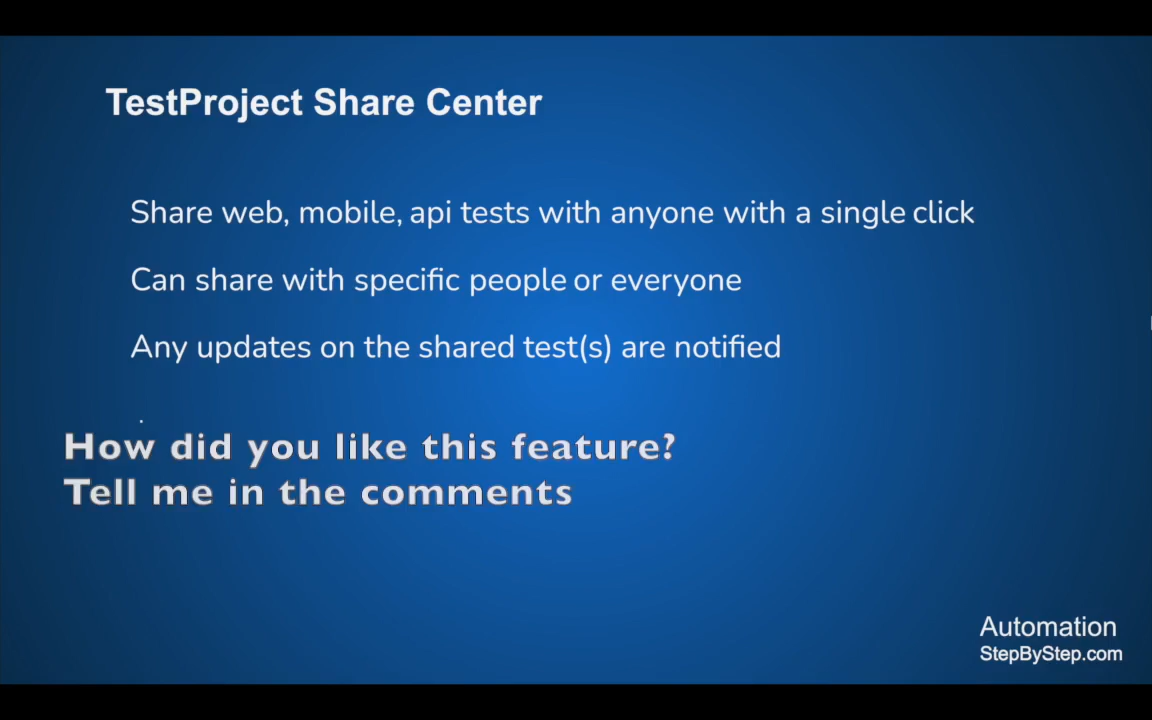 TestProject Share Center
Share web, mobile, api tests with anyone with a single click
Can share with specific people or everyone
Any updates on the shared test(s) are notified
.
How did you like this feature?
Tell me in the comments
Automation
StepByStep.com